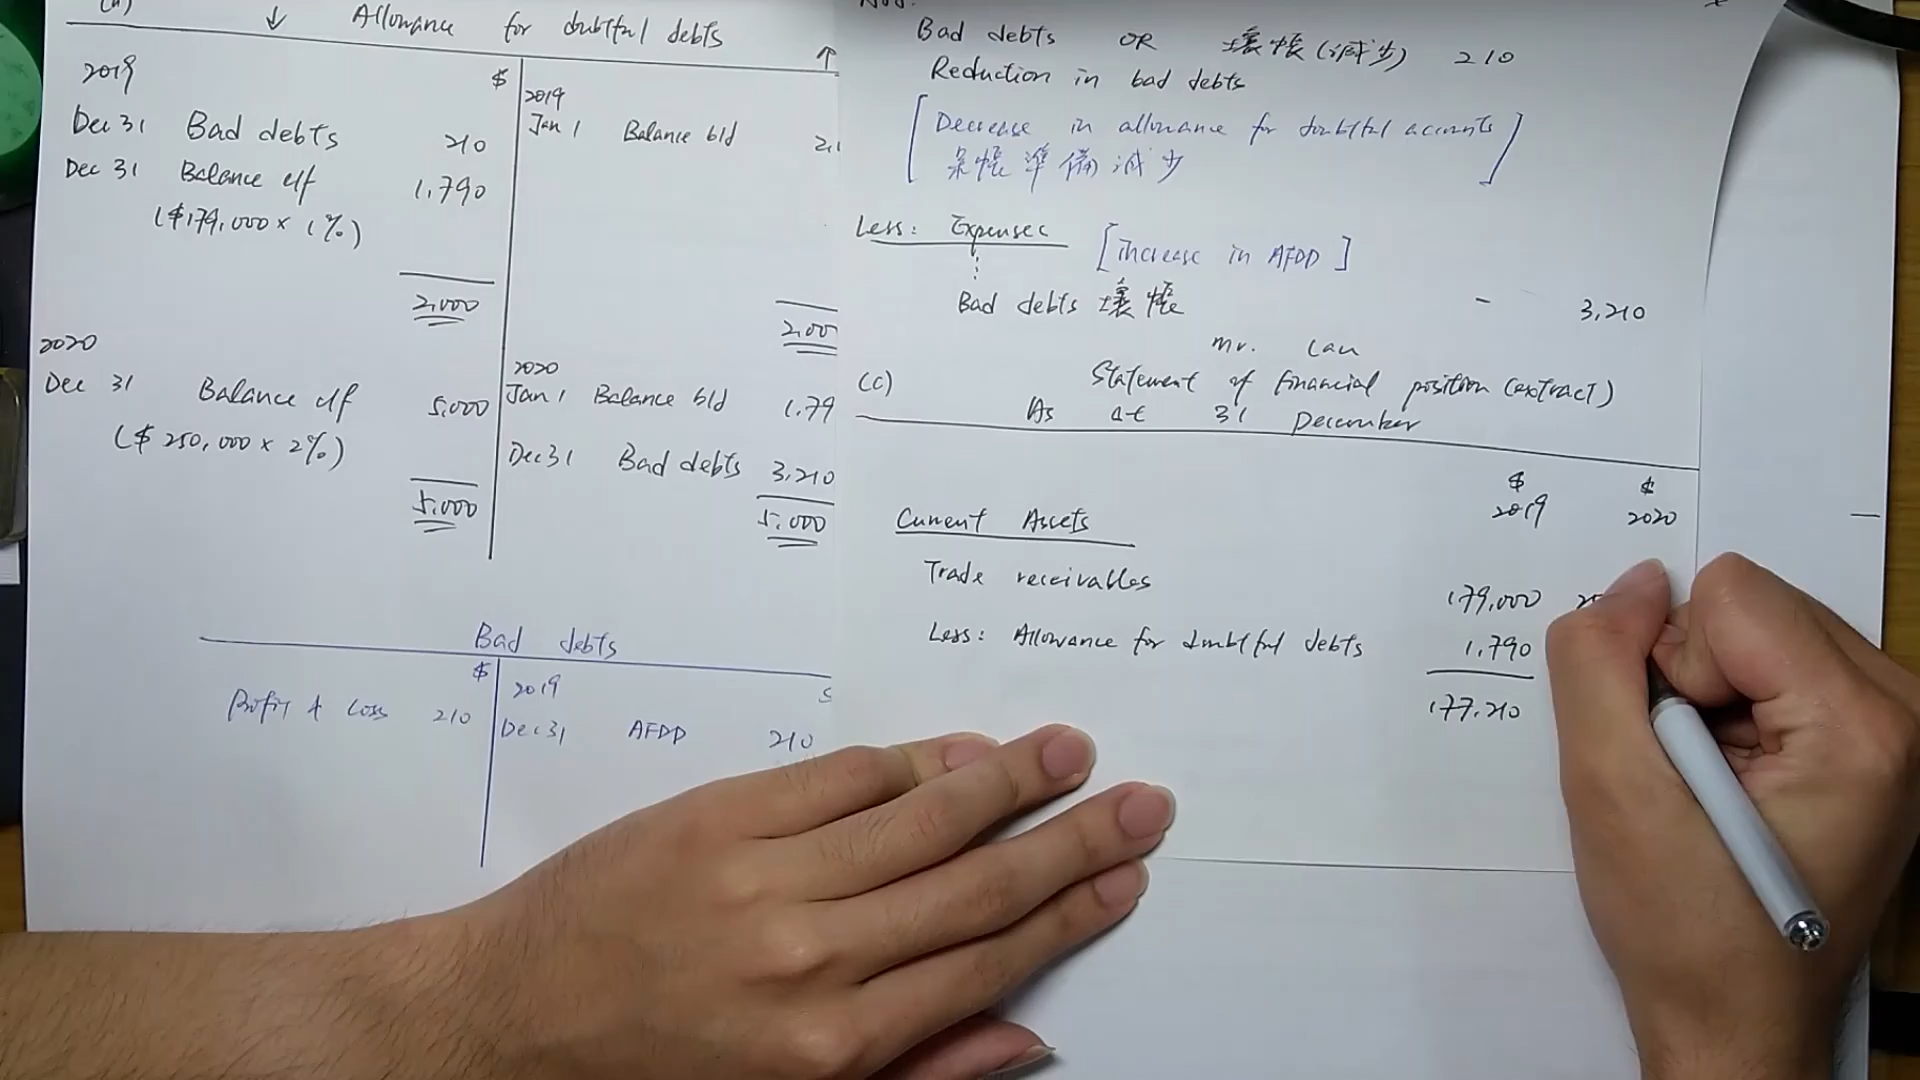 (a)
↓ Allowance for doubtful debts ↑
2019 $
2019
Dec 31 Bad debts 210
Jan 1 Balance b/d
Dec 31 Balance c/f 1,790
($179,000 × 1%)
2,000
2,00
2020
2020
Dec 31 Balance c/f 5,000
Jan 1 Balance b/d 1,79
($ 250,000 × 2%)
Dec 31 Bad debts 3,210
5,000
5,000
Bad debts
$
2019
Profit & Loss 210
Dec 31 AFDD 210
Bad debts OR 壞帳(減少) 210
Reduction in bad debts
[Decrease in allowance for doubtful accounts
呆帳準備減少]
Less: Expenses [increase in AFDD]
⋮
Bad debts 壞帳 - 3,210
Mr. Lau
(c) Statement of financial position (extract)
As at 31 December
$ $
2019 2020
Current Assets
Trade receivables 179,000
Less: Allowance for doubtful debts 1,790
177,210